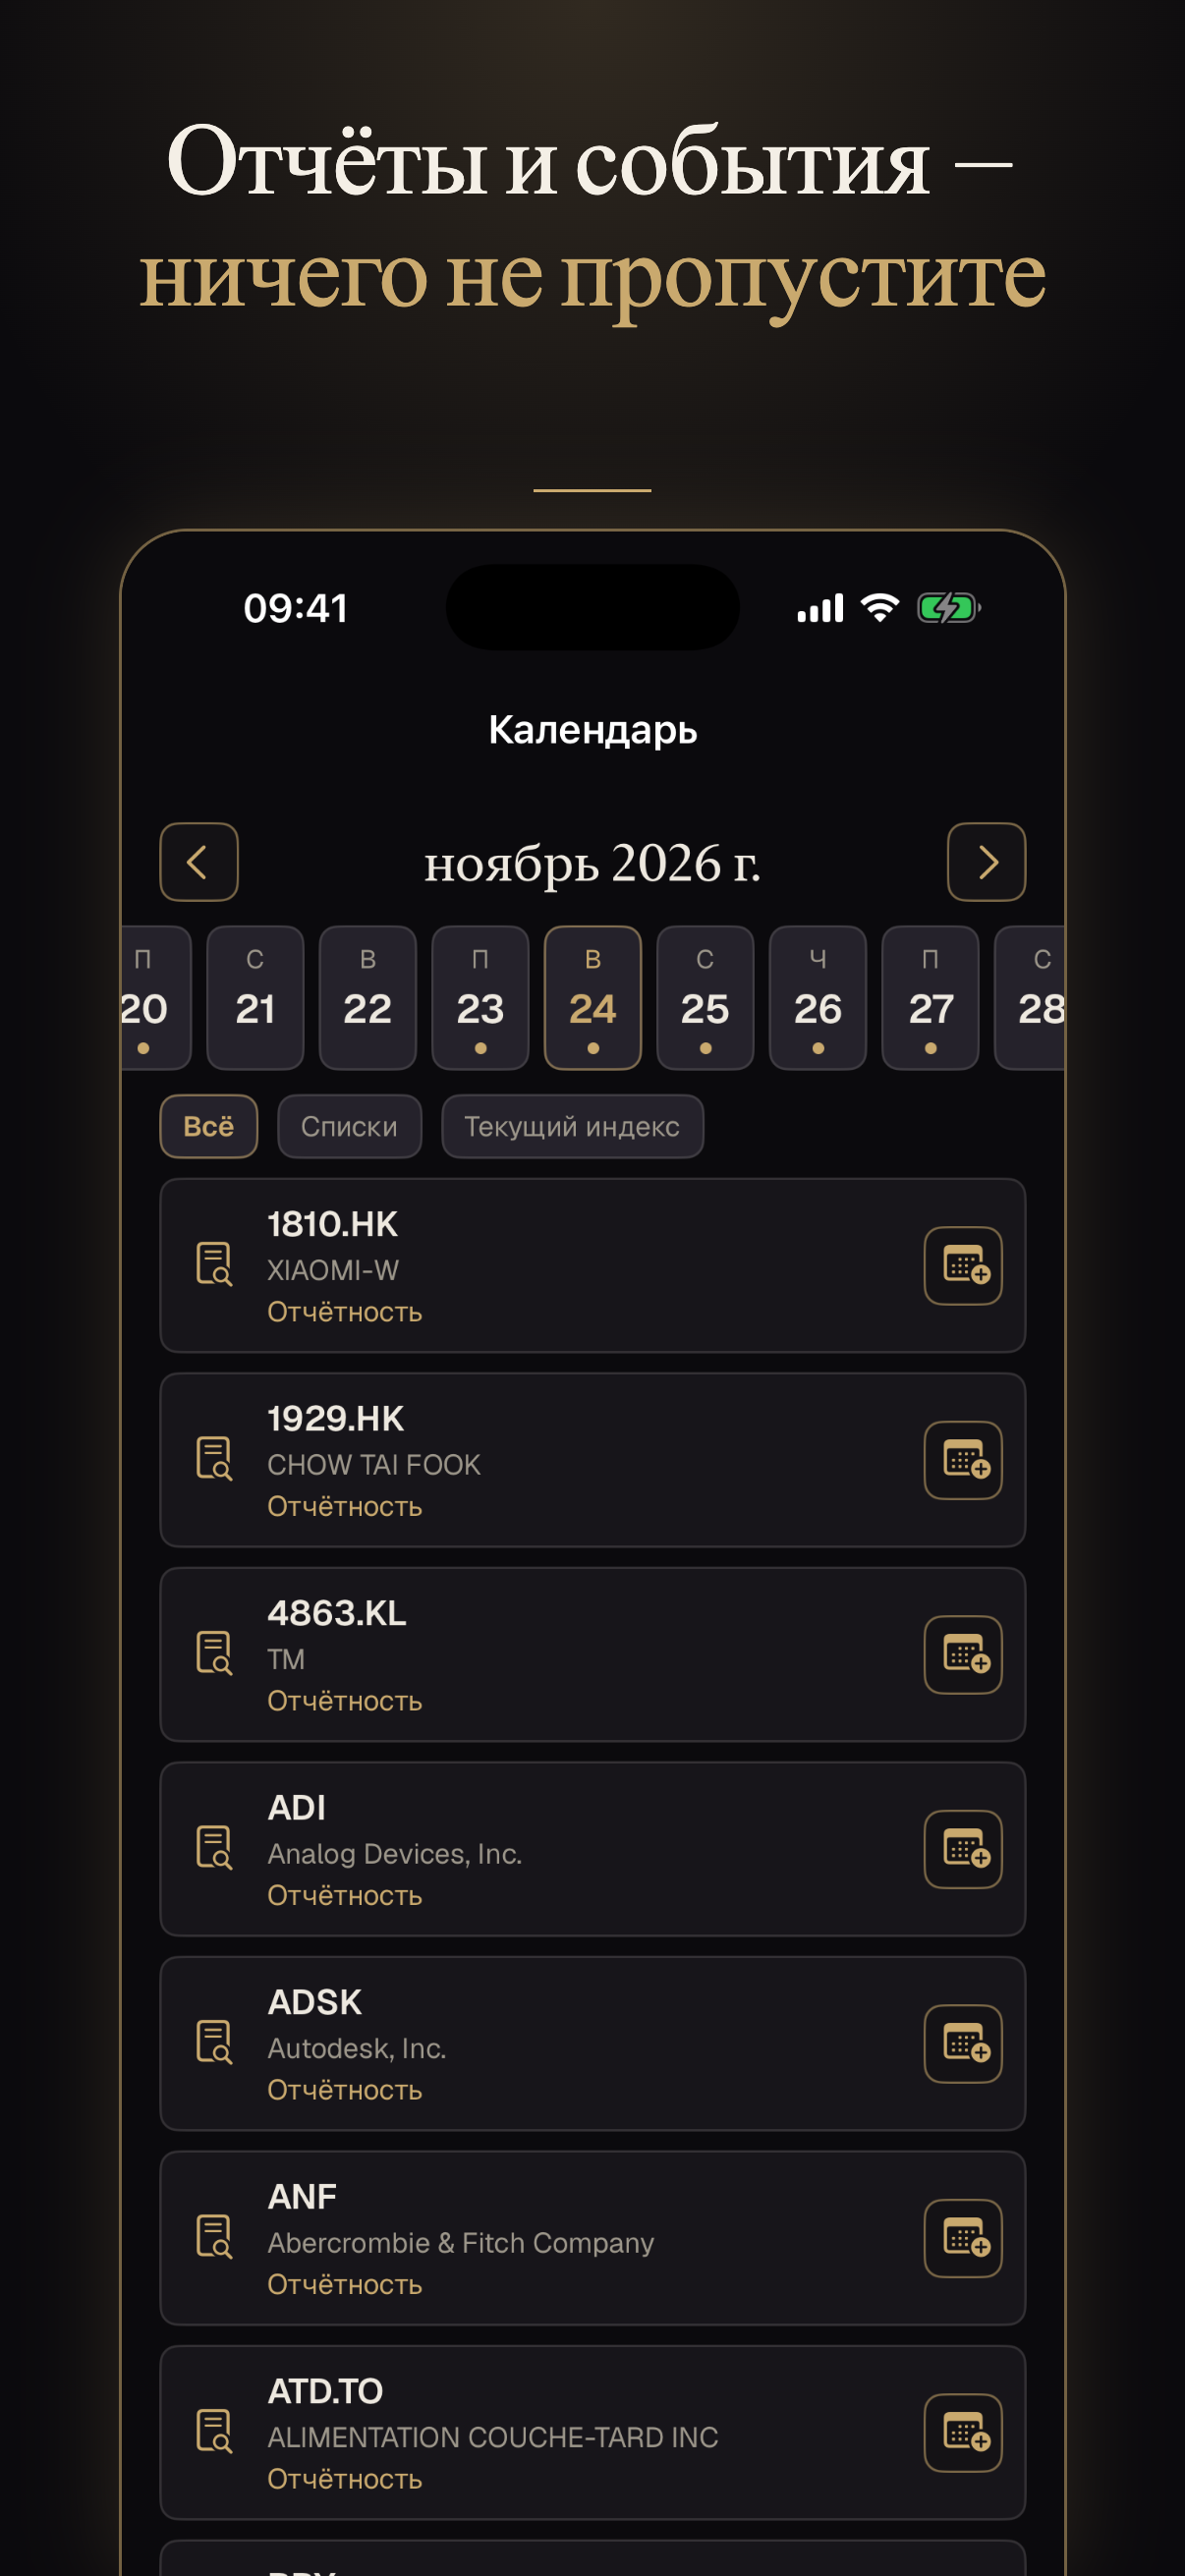 Отчёты и события —
ничего не пропустите
09:41
Календарь
ноябрь 2026 г.
П С В П В С Ч П С
20 21 22 23 24 25 26 27 28
Всё Списки Текущий индекс
1810.HK
XIAOMI-W
Отчётность
1929.HK
CHOW TAI FOOK
Отчётность
4863.KL
TM
Отчётность
ADI
Analog Devices, Inc.
Отчётность
ADSK
Autodesk, Inc.
Отчётность
ANF
Abercrombie & Fitch Company
Отчётность
ATD.TO
ALIMENTATION COUCHE-TARD INC
Отчётность